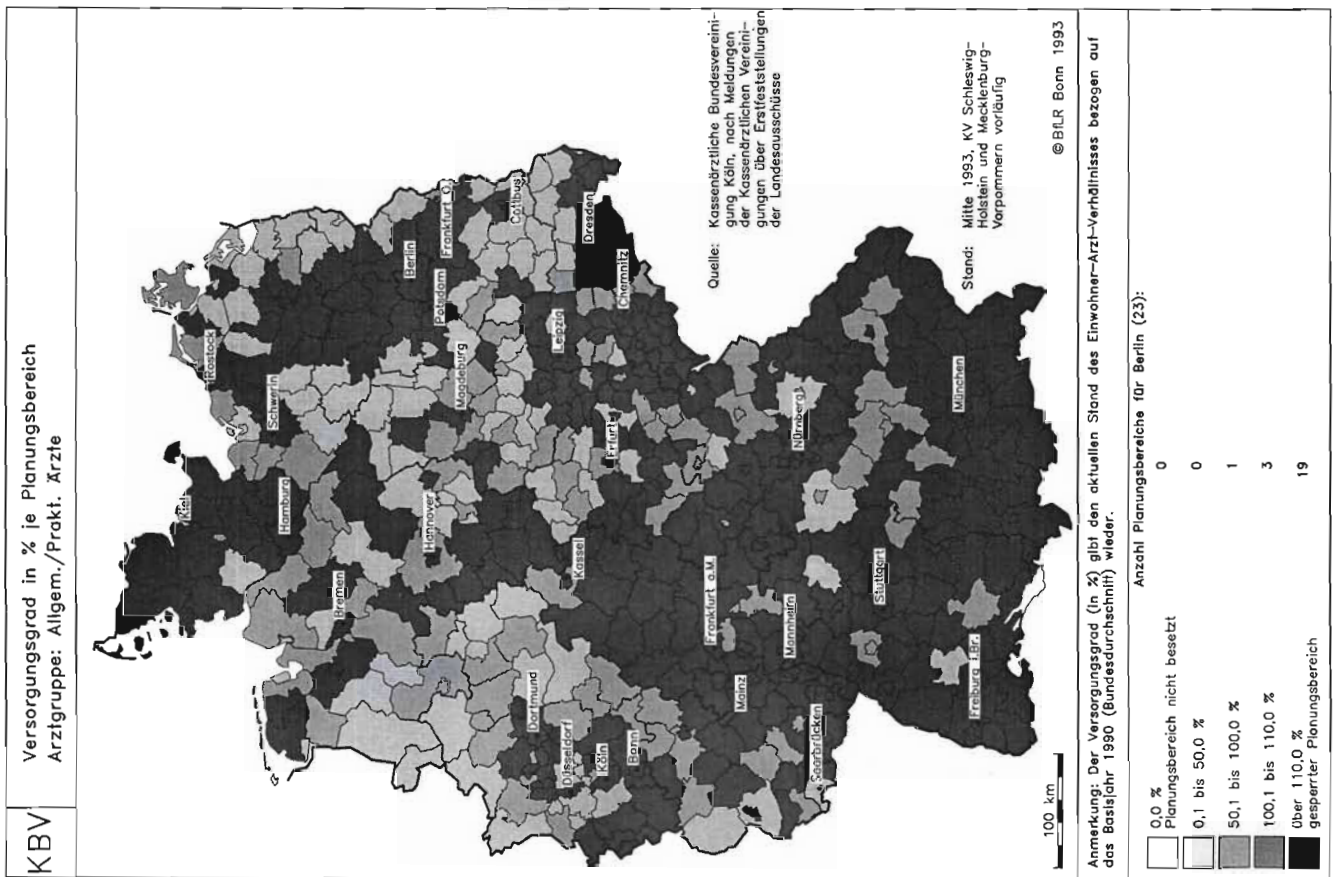 KBV
Versorgungsgrad in % je Planungsbereich
Arztgruppe: Allgem./Prakt. Ärzte
Kiel
Rostock
Schwerin
Hamburg
Bremen
Berlin
Potsdam
Frankfurt O.
Cottbus
Hannover
Magdeburg
Leipzig
Dresden
Chemnitz
Dortmund
Düsseldorf
Köln
Bonn
Kassel
Erfurt
Frankfurt a.M.
Mainz
Mannheim
Saarbrücken
Nürnberg
Stuttgart
Freiburg i.Br.
München
Quelle: Kassenärztliche Bundesvereini-
gung Köln, nach Meldungen
der Kassenärztlichen Vereini-
gungen über Erstfeststellungen
der Landesausschüsse
Stand: Mitte 1993, KV Schleswig-
Holstein und Mecklenburg-
Vorpommern vorläufig
100 km
© BfLR Bonn 1993
Anmerkung: Der Versorgungsgrad (in %) gibt den aktuellen Stand des Einwohner-Arzt-Verhältnisses bezogen auf
das Basisjahr 1990 (Bundesdurchschnitt) wieder.
Anzahl Planungsbereiche für Berlin (23):
0,0 % 0
Planungsbereich nicht besetzt
0,1 bis 50,0 % 0
50,1 bis 100,0 % 1
100,1 bis 110,0 % 3
über 110,0 % 19
gesperrter Planungsbereich